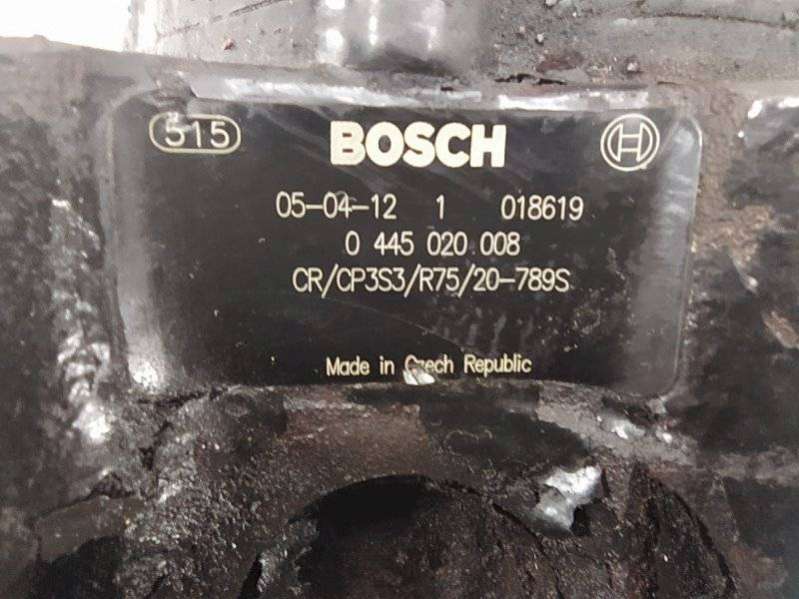 515 BOSCH
05-04-12 1 018619
0 445 020 008
CR/CP3S3/R75/20-789S
Made in Czech Republic